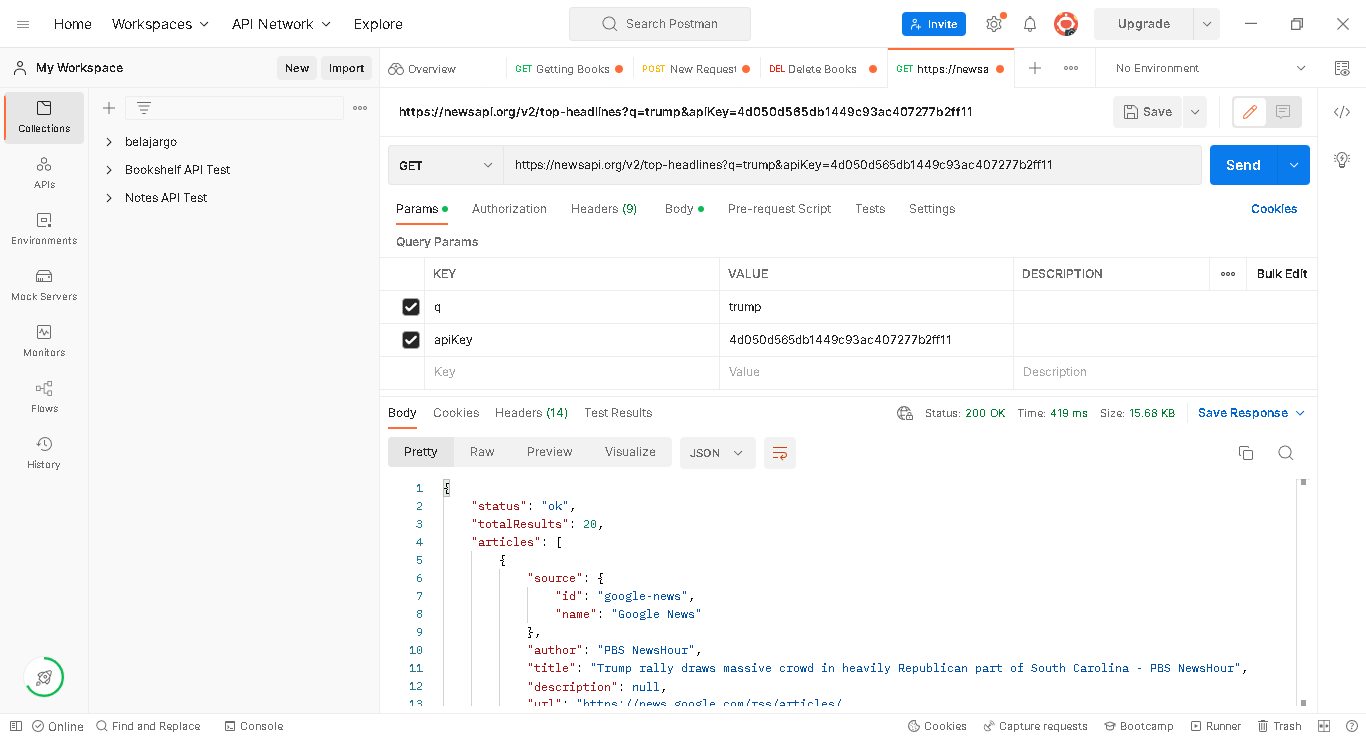 Home Workspaces API Network Explore Search Postman Invite Upgrade
My Workspace New Import Overview GET Getting Books POST New Request DEL Delete Books GET https://newsa No Environment
Collections
APIs
Environments
Mock Servers
Monitors
Flows
History
belajargo
Bookshelf API Test
Notes API Test
https://newsapi.org/v2/top-headlines?q=trump&apiKey=4d050d565db1449c93ac407277b2ff11 Save
GET https://newsapi.org/v2/top-headlines?q=trump&apiKey=4d050d565db1449c93ac407277b2ff11 Send
Params Authorization Headers (9) Body Pre-request Script Tests Settings Cookies
Query Params
KEY VALUE DESCRIPTION Bulk Edit
q trump
apiKey 4d050d565db1449c93ac407277b2ff11
Key Value Description
Body Cookies Headers (14) Test Results Status: 200 OK Time: 419 ms Size: 15.68 KB Save Response
Pretty Raw Preview Visualize JSON
1 {
2 "status": "ok",
3 "totalResults": 20,
4 "articles": [
5 {
6 "source": {
7 "id": "google-news",
8 "name": "Google News"
9 },
10 "author": "PBS NewsHour",
11 "title": "Trump rally draws massive crowd in heavily Republican part of South Carolina - PBS NewsHour",
12 "description": null,
13 "url": "https://news.google.com/rss/articles/
Online Find and Replace Console Cookies Capture requests Bootcamp Runner Trash